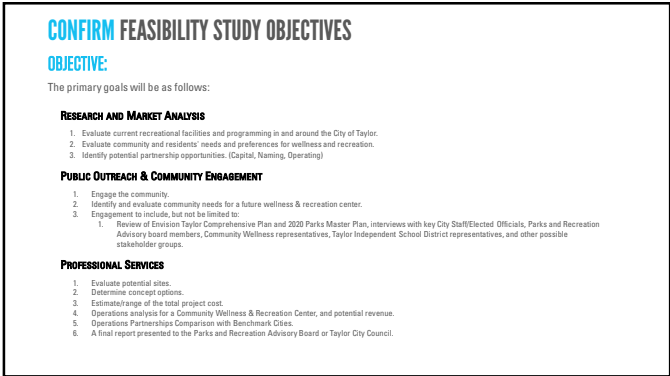 CONFIRM FEASIBILITY STUDY OBJECTIVES
OBJECTIVE:
The primary goals will be as follows:
RESEARCH AND MARKET ANALYSIS
1. Evaluate current recreational facilities and programming in and around the City of Taylor.
2. Evaluate community and residents' needs and preferences for wellness and recreation.
3. Identify potential partnership opportunities. (Capital, Naming, Operating)
PUBLIC OUTREACH & COMMUNITY ENGAGEMENT
1. Engage the community.
2. Identify and evaluate community needs for a future wellness & recreation center.
3. Engagement to include, but not be limited to:
1. Review of Envision Taylor Comprehensive Plan and 2020 Parks Master Plan, interviews with key City Staff/Elected Officials, Parks and Recreation
Advisory board members, Community Wellness representatives, Taylor Independent School District representatives, and other possible
stakeholder groups.
PROFESSIONAL SERVICES
1. Evaluate potential sites.
2. Determine concept options.
3. Estimate/range of the total project cost.
4. Operations analysis for a Community Wellness & Recreation Center, and potential revenue.
5. Operations Partnerships Comparison with Benchmark Cities.
6. A final report presented to the Parks and Recreation Advisory Board or Taylor City Council.